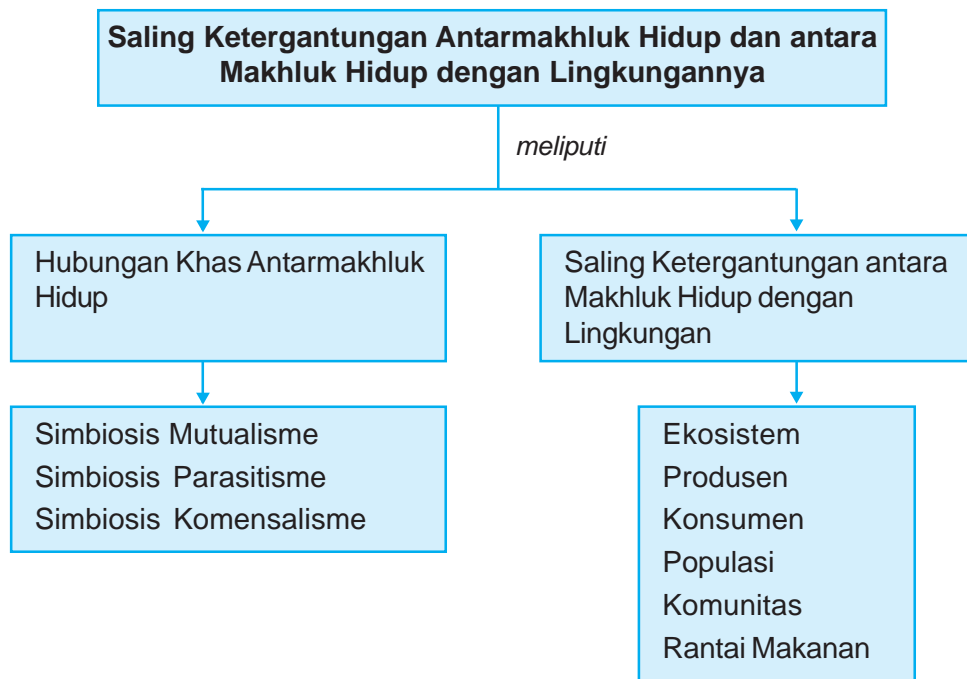 Saling Ketergantungan Antarmakhluk Hidup dan antara
Makhluk Hidup dengan Lingkungannya
meliputi
Hubungan Khas Antarmakhluk
Hidup
Saling Ketergantungan antara
Makhluk Hidup dengan
Lingkungan
Simbiosis Mutualisme
Simbiosis Parasitisme
Simbiosis Komensalisme
Ekosistem
Produsen
Konsumen
Populasi
Komunitas
Rantai Makanan